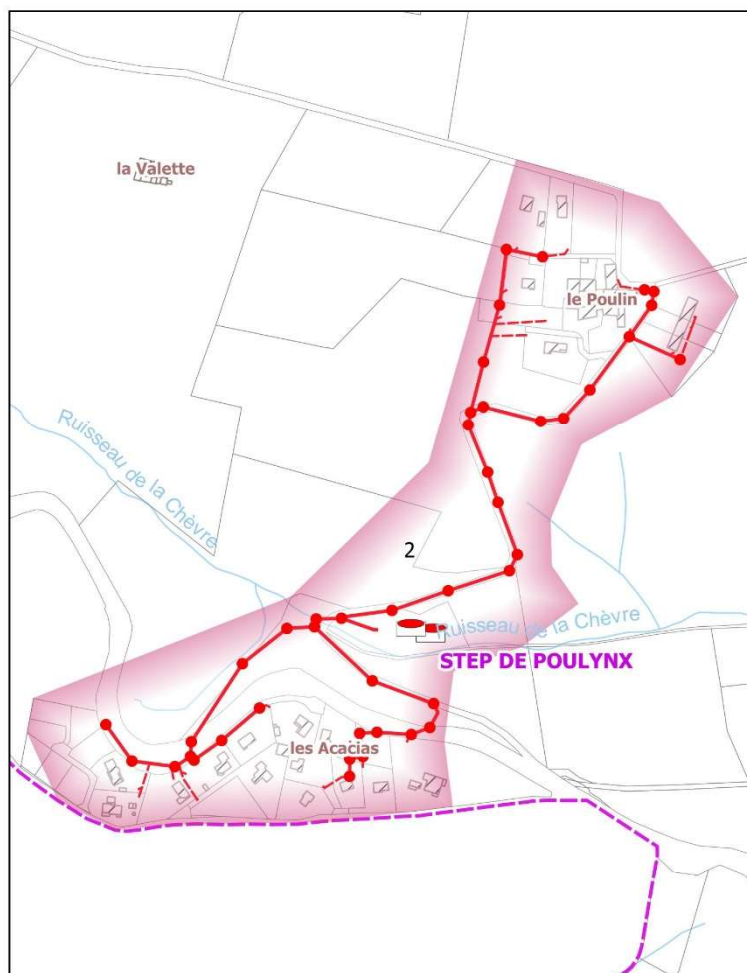 la Valette
le Poulin
Ruisseau de la Chèvre
2
Ruisseau de la Chèvre
STEP DE POULYNX
les Acacias